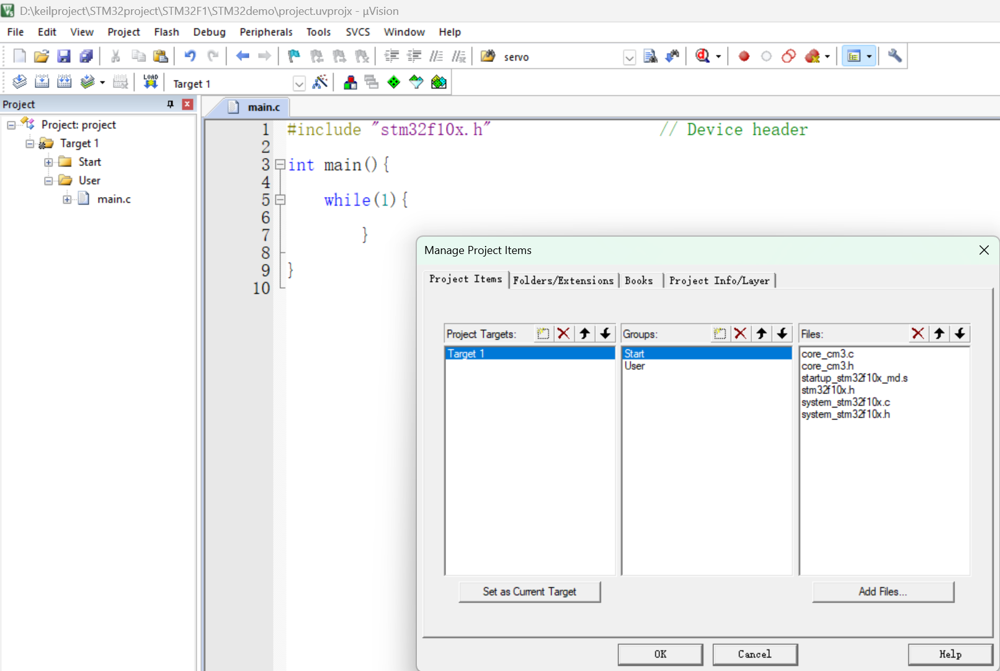 D:\keilproject\STM32project\STM32F1\STM32demo\project.uvprojx - µVision
File Edit View Project Flash Debug Peripherals Tools SVCS Window Help
servo
LOAD
Target 1
Project
Project: project
Target 1
Start
User
main.c
main.c
1 #include "stm32f10x.h" // Device header
2
3 int main(){
4
5 while(1){
6
7 }
8
9 }
10
Manage Project Items
Project Items Folders/Extensions Books Project Info/Layer
Project Targets: Groups: Files:
Target 1
Start
User
core_cm3.c
core_cm3.h
startup_stm32f10x_md.s
stm32f10x.h
system_stm32f10x.c
system_stm32f10x.h
Set as Current Target
Add Files...
OK Cancel Help